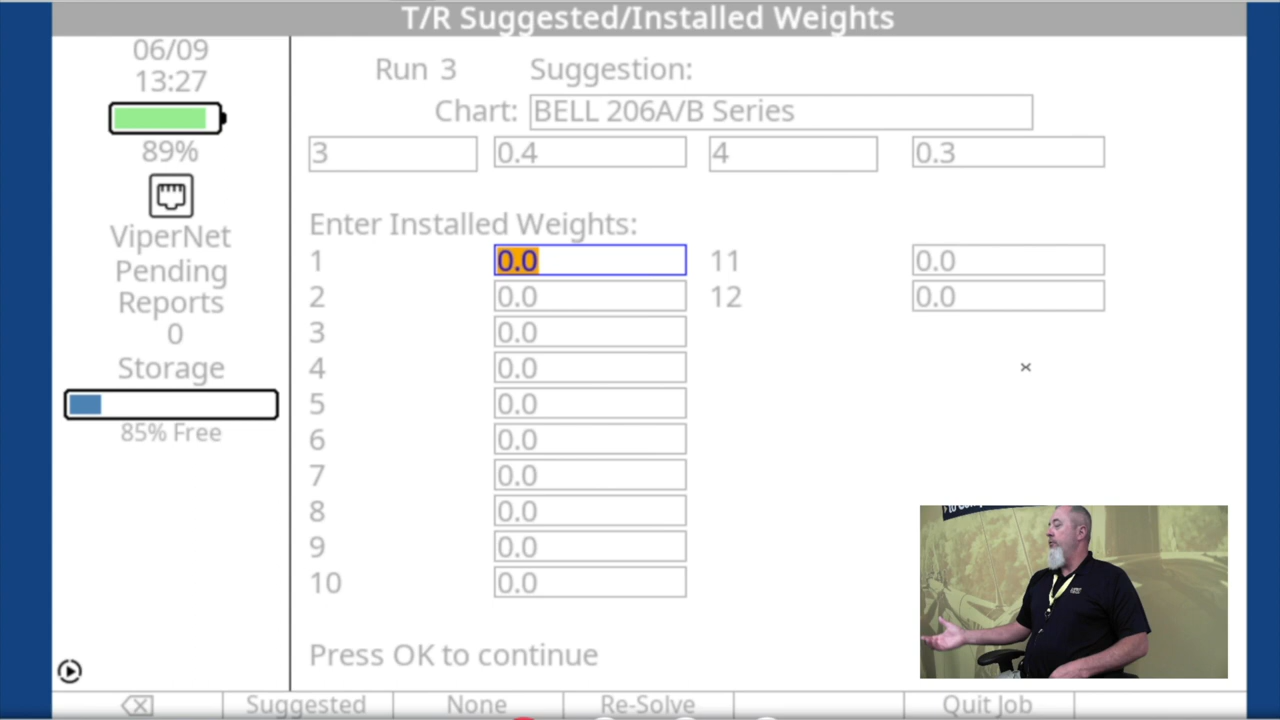 T/R Suggested/Installed Weights
06/09
13:27
89%
ViperNet
Pending
Reports
0
Storage
85% Free
Run 3 Suggestion:
Chart: BELL 206A/B Series
3 0.4 4 0.3
Enter Installed Weights:
1 0.0 11 0.0
2 0.0 12 0.0
3 0.0
4 0.0
5 0.0
6 0.0
7 0.0
8 0.0
9 0.0
10 0.0
Press OK to continue
Suggested None Re-Solve Quit Job